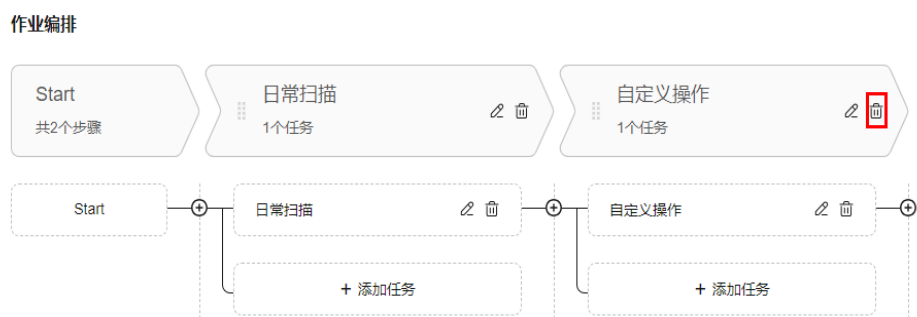 作业编排
Start
共2个步骤
日常扫描
1个任务
自定义操作
1个任务
Start
日常扫描
自定义操作
+ 添加任务
+ 添加任务